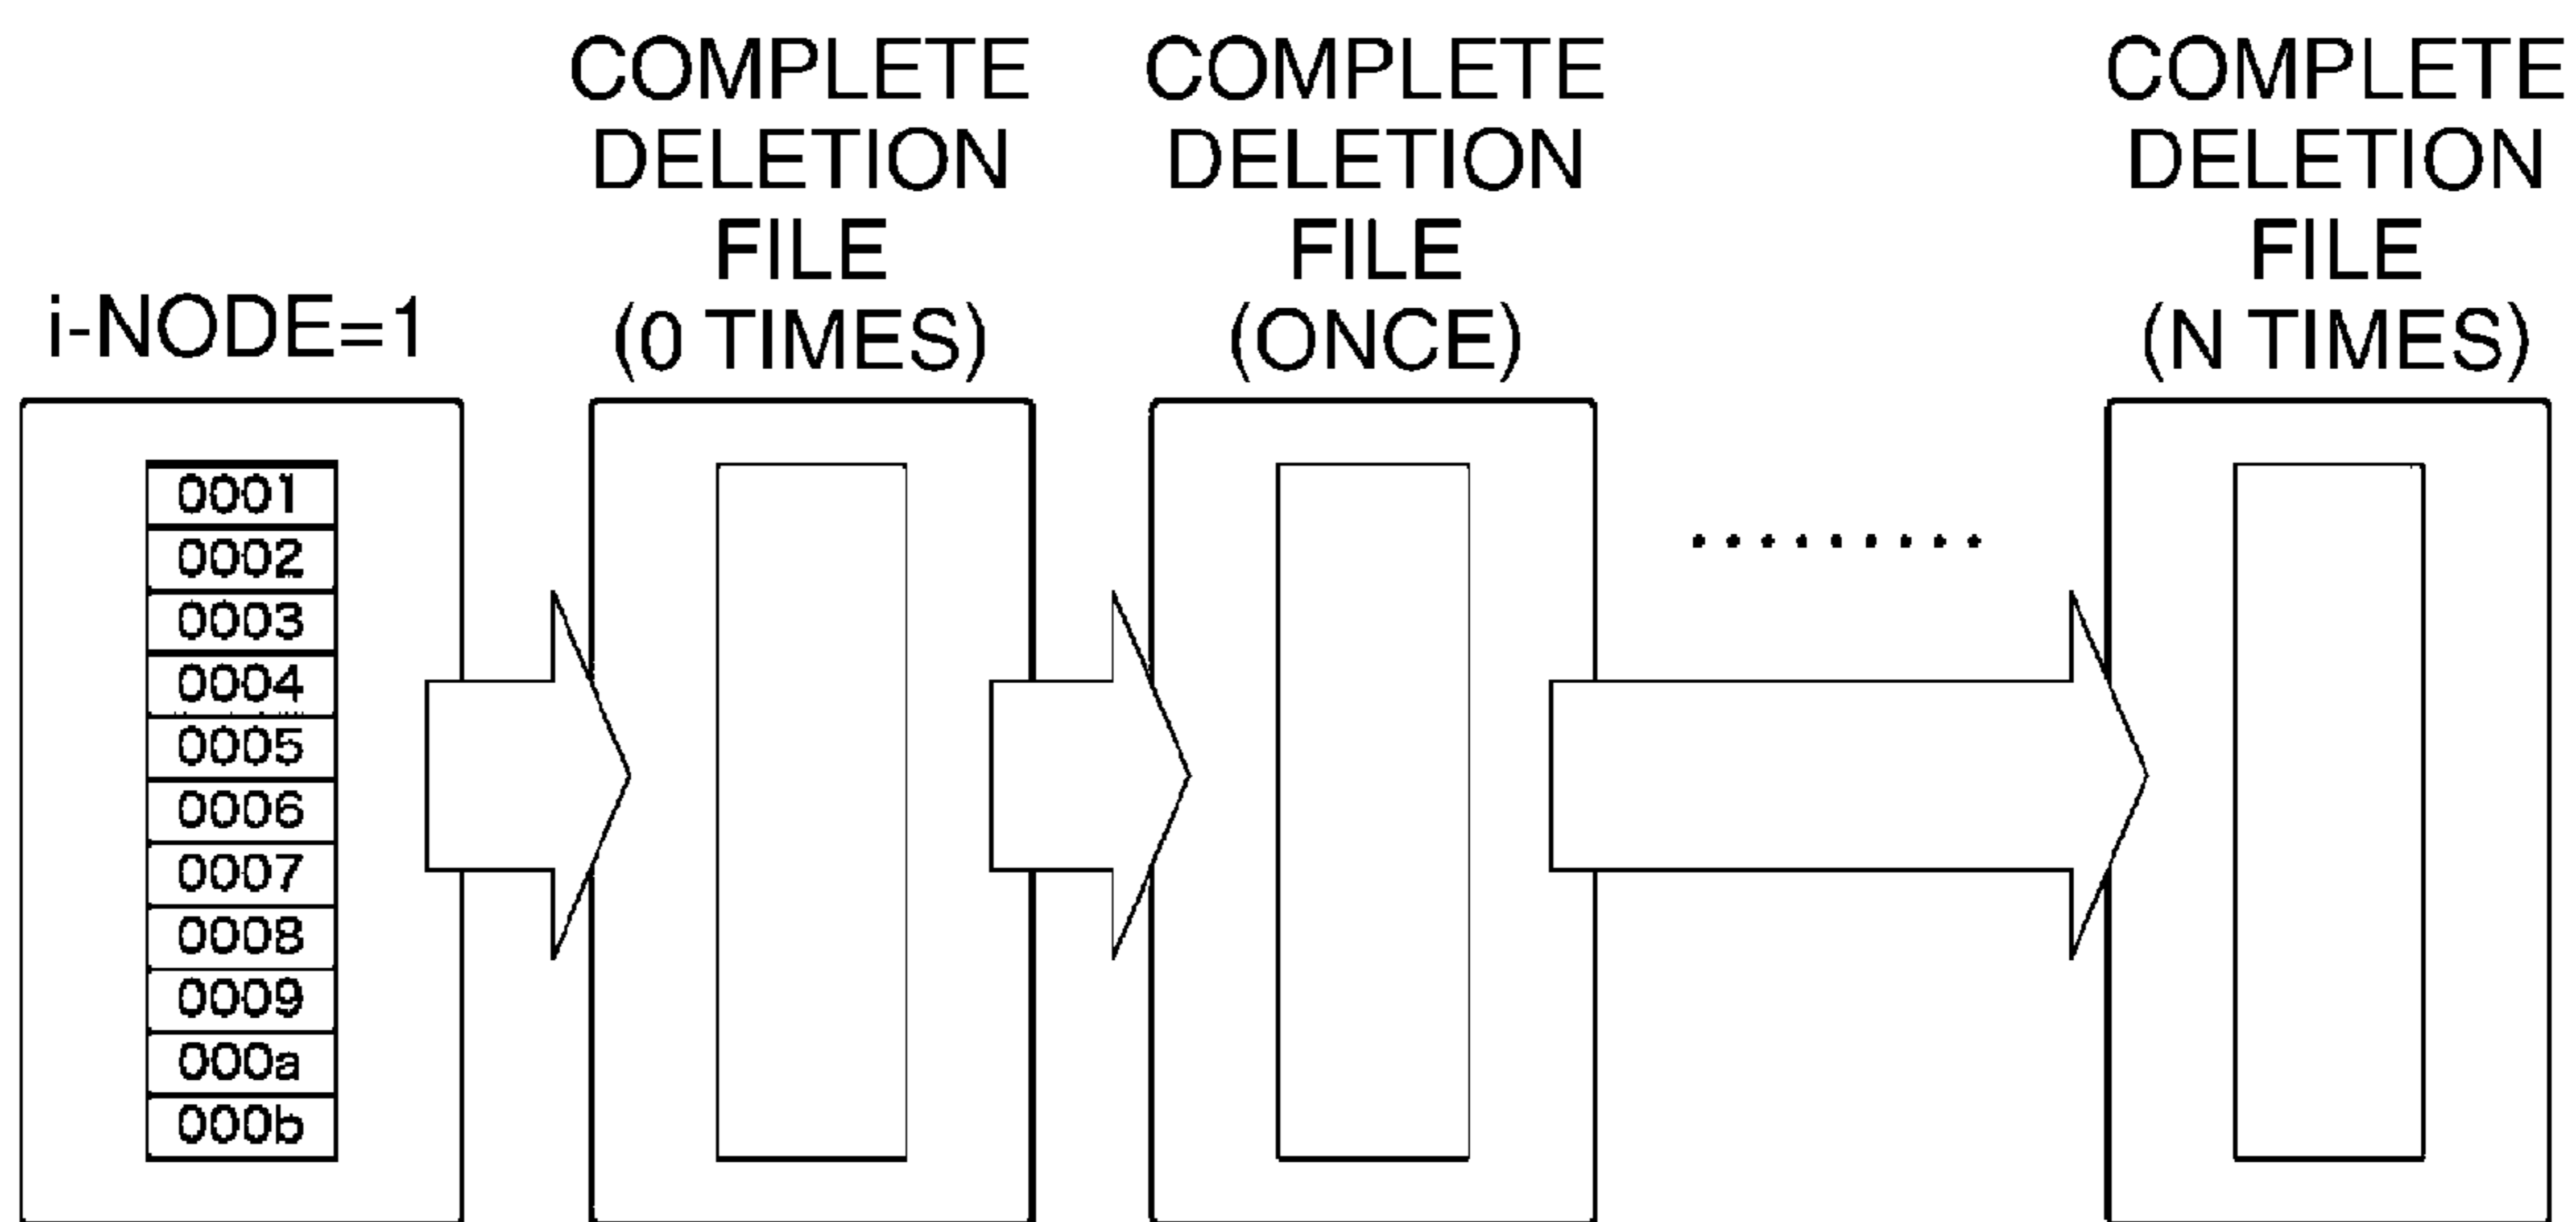 i-NODE=1
COMPLETE
DELETION
FILE
(0 TIMES)
COMPLETE
DELETION
FILE
(ONCE)
COMPLETE
DELETION
FILE
(N TIMES)
0001
0002
0003
0004
0005
0006
0007
0008
0009
000a
000b
.........